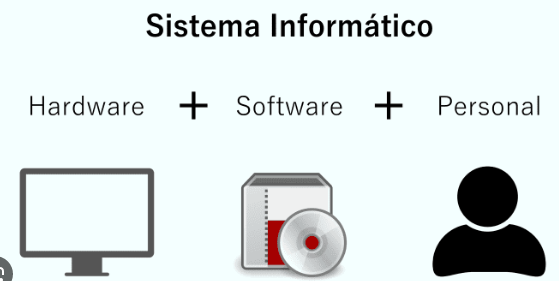 Sistema Informático
Hardware + Software + Personal